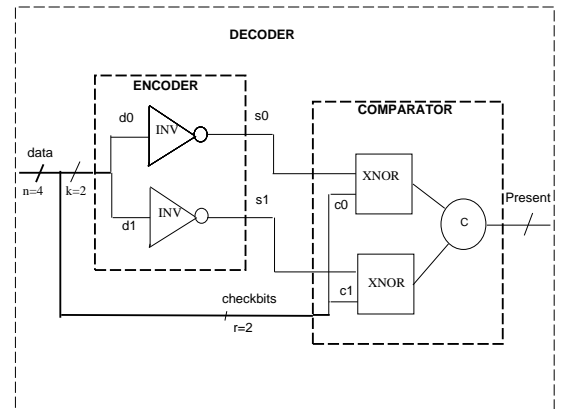 DECODER
ENCODER
COMPARATOR
d0
INV
s0
data
n=4
k=2
XNOR
c0
Present
d1
INV
s1
C
XNOR
c1
checkbits
r=2